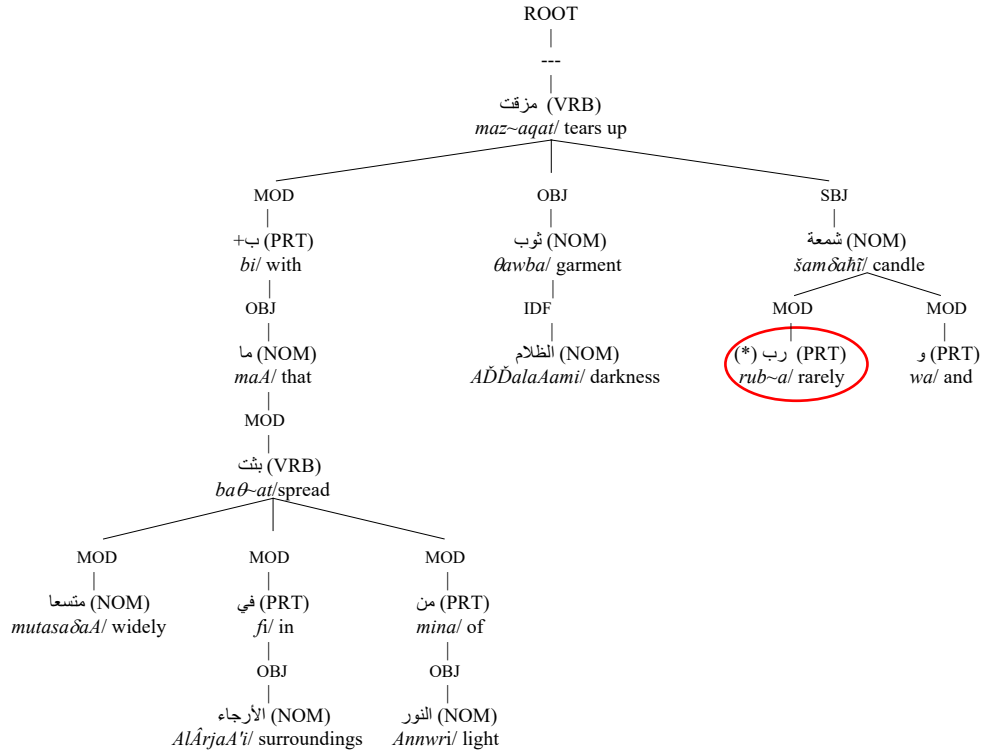 ROOT
---
مزقت (VRB)
maz~aqat/ tears up
MOD OBJ SBJ
ب+ (PRT) ثوب (NOM) شمعة (NOM)
bi/ with θawba/ garment šamδaħĩ/ candle
OBJ IDF MOD MOD
ما (NOM) الظلام (NOM) رب (*) (PRT) و (PRT)
maA/ that AĎĎalaAami/ darkness rub~a/ rarely wa/ and
MOD
بثت (VRB)
baθ~at/spread
MOD MOD MOD
متسعا (NOM) في (PRT) من (PRT)
mutasaδaA/ widely fi/ in mina/ of
OBJ OBJ
الأرجاء (NOM) النور (NOM)
AlÂrjaA'i/ surroundings Annwri/ light